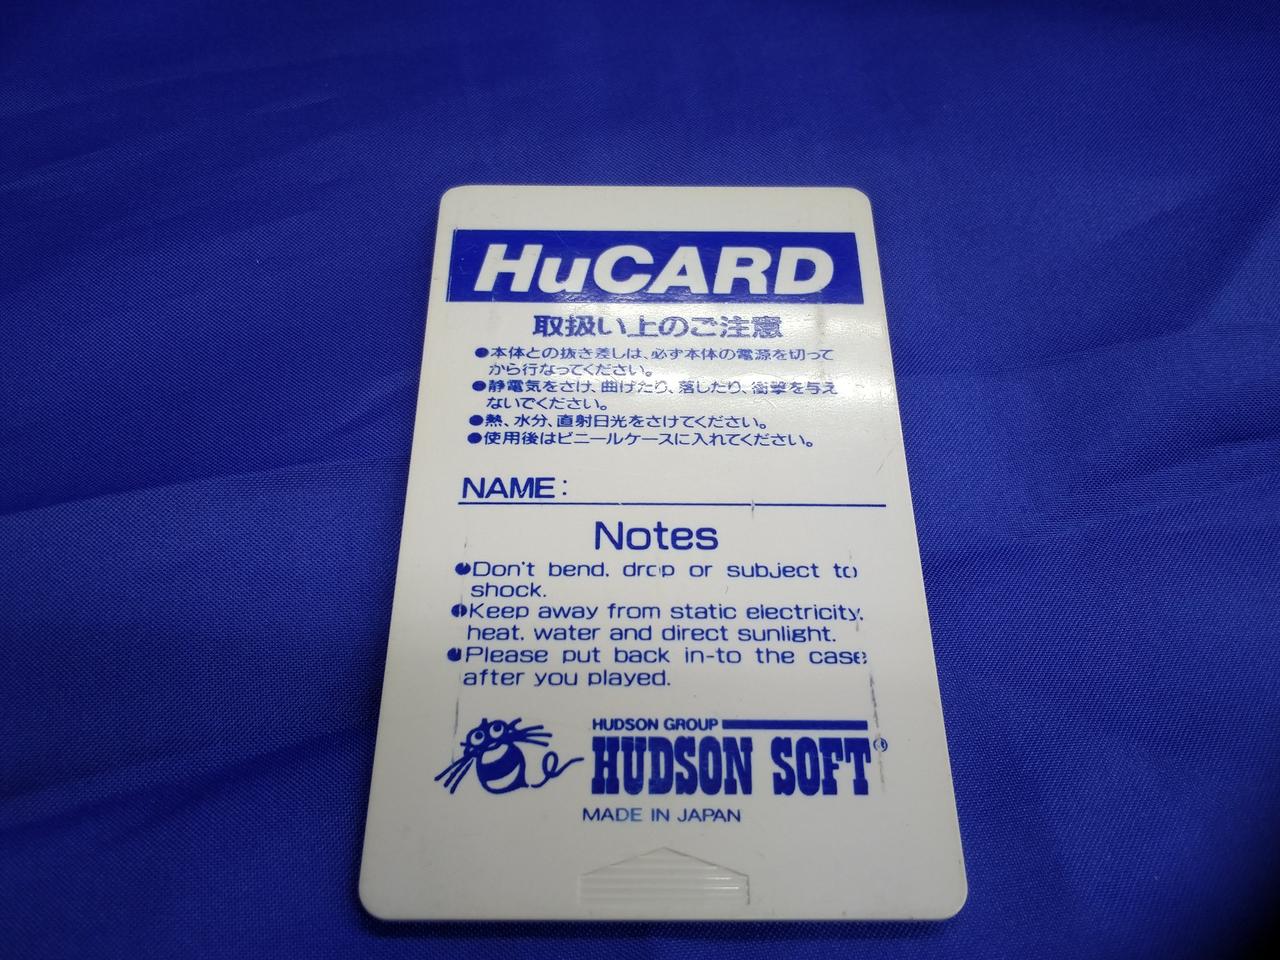 HuCARD
取扱い上のご注意
●本体との抜き差しは、必ず本体の電源を切って
から行なってください。
●静電気をさけ、曲げたり、落したり、衝撃を与え
ないでください。
●熱、水分、直射日光をさけてください。
●使用後はビニールケースに入れてください。
NAME:
Notes
●Don't bend, drop or subject to
shock.
●Keep away from static electricity,
heat, water and direct sunlight.
●Please put back in-to the case
after you played.
HUDSON GROUP
HUDSON SOFT®
MADE IN JAPAN